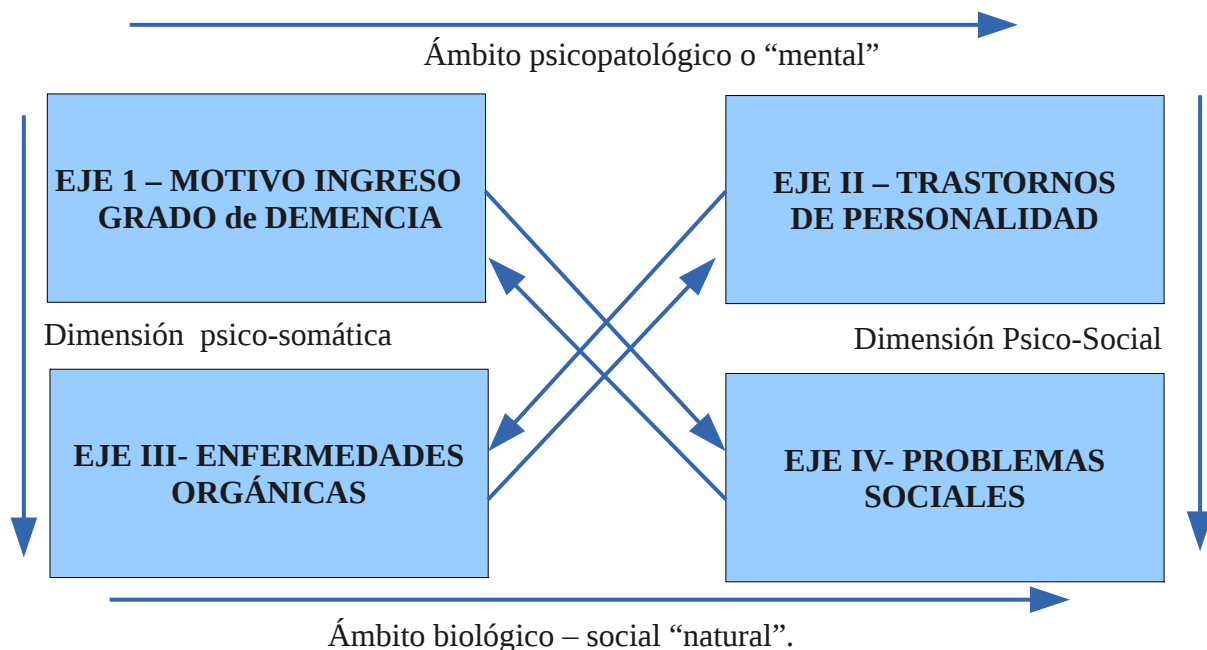 Ámbito psicopatológico o “mental”
EJE 1 – MOTIVO INGRESO
GRADO de DEMENCIA
EJE II – TRASTORNOS
DE PERSONALIDAD
Dimensión psico-somática
Dimensión Psico-Social
EJE III- ENFERMEDADES
ORGÁNICAS
EJE IV- PROBLEMAS
SOCIALES
Ámbito biológico – social “natural”.